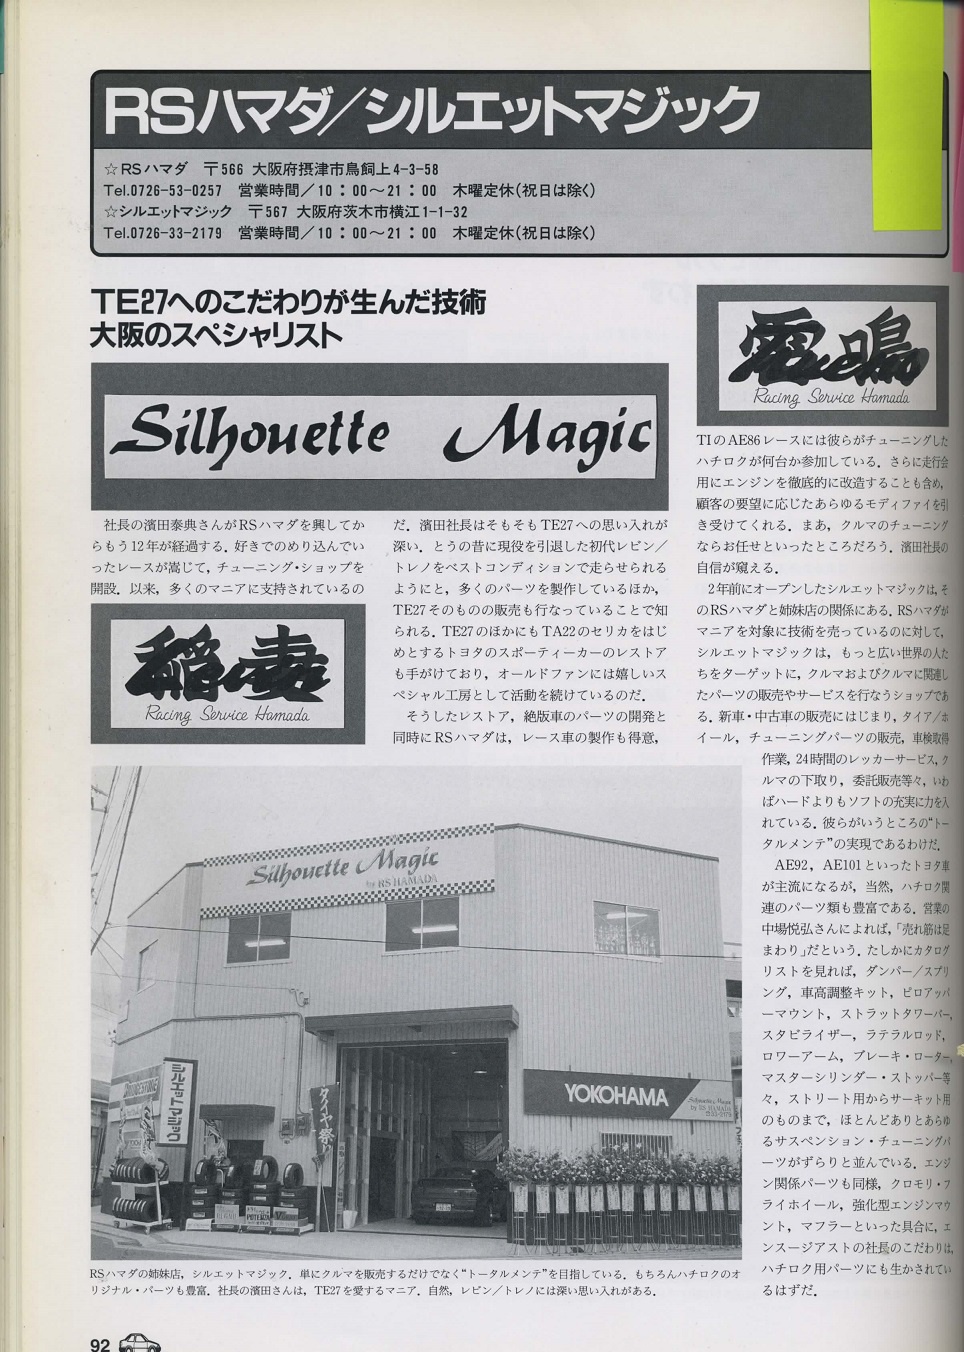 RSハマダ/シルエットマジック
☆RSハマダ 〒566 大阪府摂津市鳥飼上4-3-58
Tel.0726-53-0257 営業時間/10：00〜21：00 木曜定休(祝日は除く)
☆シルエットマジック 〒567 大阪府茨木市横江1-1-32
Tel.0726-33-2179 営業時間/10：00〜21：00 木曜定休(祝日は除く)
TE27へのこだわりが生んだ技術
大阪のスペシャリスト
Silhouette Magic
社長の濱田泰典さんがRSハマダを興してか
らもう12年が経過する．好きでのめり込んでい
ったレースが嵩じて，チューニング・ショップを
開設．以来，多くのマニアに支持されているの
稲妻
Racing Service Hamada
だ．濱田社長はそもそもTE27への思い入れが
深い．とうの昔に現役を引退した初代レビン／
トレノをベストコンディションで走らせられる
ようにと，多くのパーツを製作しているほか，
TE27そのものの販売も行なっていることで知
られる．TE27のほかにもTA22のセリカをはじ
めとするトヨタのスポーティーカーのレストア
も手がけており，オールドファンには嬉しいス
ペシャル工房として活動を続けているのだ．
そうしたレストア，絶版車のパーツの開発と
同時にRSハマダは，レース車の製作も得意，
雷鳴
Racing Service Hamada
TIのAE86レースには彼らがチューニングした
ハチロクが何台か参加している．さらに走行会
用にエンジンを徹底的に改造することも含め，
顧客の要望に応じたあらゆるモディファイを引
き受けてくれる．まあ，クルマのチューニング
ならお任せといったところだろう．濱田社長の
自信が窺える．
2年前にオープンしたシルエットマジックは，そ
のRSハマダと姉妹店の関係にある．RSハマダが
マニアを対象に技術を売っているのに対して，
シルエットマジックは，もっと広い世界の人た
ちをターゲットに，クルマおよびクルマに関連し
たパーツの販売やサービスを行なうショップであ
る．新車・中古車の販売にはじまり，タイア/ホ
イール，チューニングパーツの販売，車検取得
作業，24時間のレッカーサービス，ク
ルマの下取り，委託販売等々，いわ
ばハードよりもソフトの充実に力を入
れている．彼らがいうところの“トー
タルメンテ”の実現であるわけだ．
AE92，AE101といったトヨタ車
が主流になるが，当然，ハチロク関
連のパーツ類も豊富である．営業の
中場悦弘さんによれば，「売れ筋は足
まわり」だという．たしかにカタログ
リストを見れば，ダンパー／スプリ
ング，車高調整キット，ピロアッパ
ーマウント，ストラットタワーバー，
スタビライザー，ラテラルロッド，
ロワーアーム，ブレーキ・ローター，
マスターシリンダー・ストッパー等
々，ストリート用からサーキット用
のものまで，ほとんどありとあらゆ
るサスペンション・チューニングパ
ーツがずらりと並んでいる．エンジ
ン関係パーツも同様，クロモリ・フ
ライホイール，強化型エンジンマウ
ント，マフラーといった具合に，エ
ンスージアストの社長のこだわりは，
ハチロク用パーツにも生かされてい
るはずだ．
Silhouette Magic
by RS HAMADA
BRIDGESTONE
シルエットマジック
タイヤ祭り
YOKOHAMA
Silhouette Magic
by RS HAMADA
POTENZA
RSハマダの姉妹店，シルエットマジック．単にクルマを販売するだけでなく“トータルメンテ”を目指している．もちろんハチロクのオ
リジナル・パーツも豊富．社長の濱田さんは，TE27を愛するマニア．自然，レビン/トレノには深い思い入れがある．
92